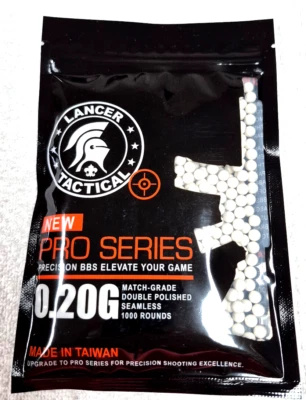 LANCER
TACTICAL
NEW
PRO SERIES
PRECISION BBS ELEVATE YOUR GAME
0.20G
MATCH-GRADE
DOUBLE POLISHED
SEAMLESS
1000 ROUNDS
MADE IN TAIWAN
UPGRADE TO PRO SERIES FOR PRECISION SHOOTING EXCELLENCE.